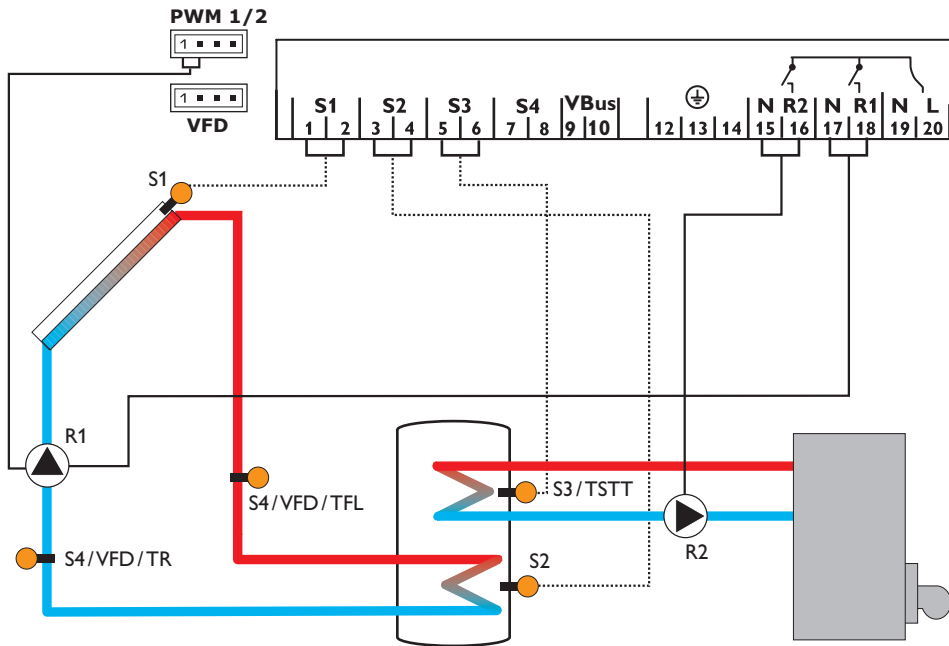 PWM 1/2
1
1
VFD
S1 S2 S3 S4 VBus N R2 N R1 N L
1 2 3 4 5 6 7 8 9 10 12 13 14 15 16 17 18 19 20
S1
R1
S4/VFD/TFL
S3/TSTT
R2
S4/VFD/TR
S2